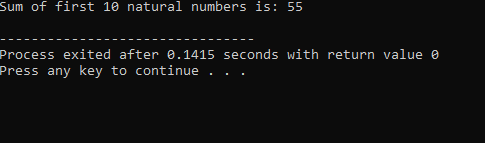 Sum of first 10 natural numbers is: 55
--------------------------------
Process exited after 0.1415 seconds with return value 0
Press any key to continue . . .